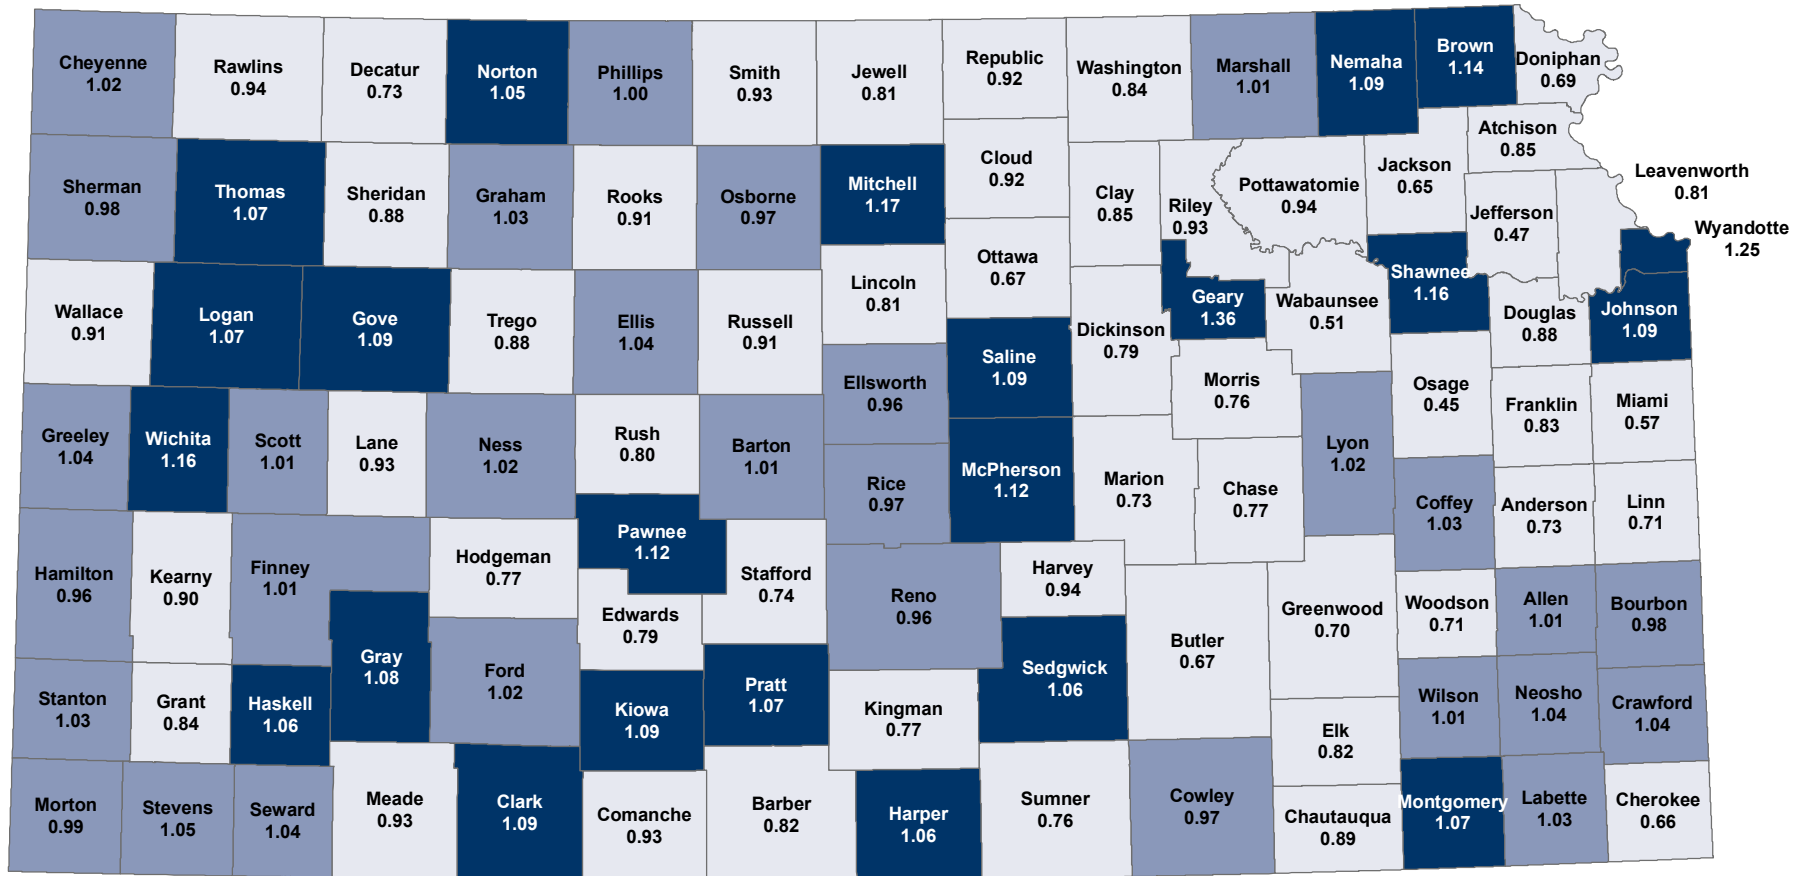 Cheyenne
1.02
Rawlins
0.94
Decatur
0.73
Norton
1.05
Phillips
1.00
Smith
0.93
Jewell
0.81
Republic
0.92
Washington
0.84
Marshall
1.01
Nemaha
1.09
Brown
1.14
Doniphan
0.69
Sherman
0.98
Thomas
1.07
Sheridan
0.88
Graham
1.03
Rooks
0.91
Osborne
0.97
Mitchell
1.17
Cloud
0.92
Clay
0.85
Riley
0.93
Pottawatomie
0.94
Jackson
0.65
Atchison
0.85
Jefferson
0.47
Leavenworth
0.81
Wyandotte
1.25
Wallace
0.91
Logan
1.07
Gove
1.09
Trego
0.88
Ellis
1.04
Russell
0.91
Lincoln
0.81
Ottawa
0.67
Saline
1.09
Dickinson
0.79
Geary
1.36
Wabaunsee
0.51
Shawnee
1.16
Douglas
0.88
Johnson
1.09
Greeley
1.04
Wichita
1.16
Scott
1.01
Lane
0.93
Ness
1.02
Rush
0.80
Barton
1.01
Ellsworth
0.96
Rice
0.97
McPherson
1.12
Marion
0.73
Morris
0.76
Chase
0.77
Lyon
1.02
Osage
0.45
Coffey
1.03
Franklin
0.83
Miami
0.57
Anderson
0.73
Linn
0.71
Hamilton
0.96
Kearny
0.90
Finney
1.01
Gray
1.08
Hodgeman
0.77
Ford
1.02
Pawnee
1.12
Edwards
0.79
Stafford
0.74
Reno
0.96
Harvey
0.94
Sedgwick
1.06
Butler
0.67
Greenwood
0.70
Woodson
0.71
Allen
1.01
Bourbon
0.98
Stanton
1.03
Grant
0.84
Haskell
1.06
Kiowa
1.09
Pratt
1.07
Kingman
0.77
Elk
0.82
Wilson
1.01
Neosho
1.04
Crawford
1.04
Morton
0.99
Stevens
1.05
Seward
1.04
Meade
0.93
Clark
1.09
Comanche
0.93
Barber
0.82
Harper
1.06
Sumner
0.76
Cowley
0.97
Chautauqua
0.89
Montgomery
1.07
Labette
1.03
Cherokee
0.66